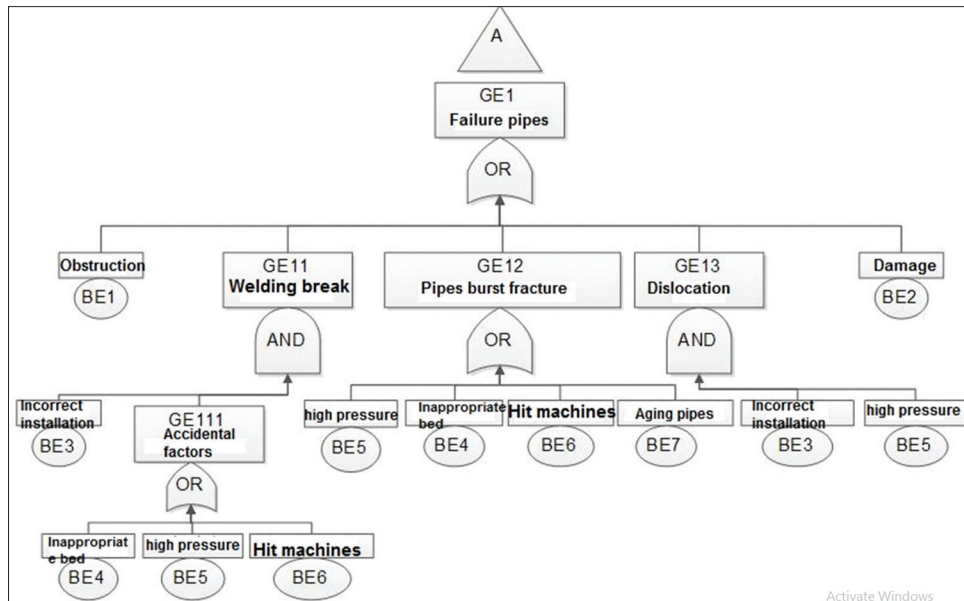 A
GE1
Failure pipes
OR
Obstruction
BE1
GE11
Welding break
AND
GE12
Pipes burst fracture
OR
GE13
Dislocation
AND
Damage
BE2
Incorrect
installation
BE3
GE111
Accidental
factors
OR
high pressure
BE5
Inappropriate
bed
BE4
Hit machines
BE6
Aging pipes
BE7
Incorrect
installation
BE3
high pressure
BE5
Inappropriat
e bed
BE4
high pressure
BE5
Hit machines
BE6
Activate Windows